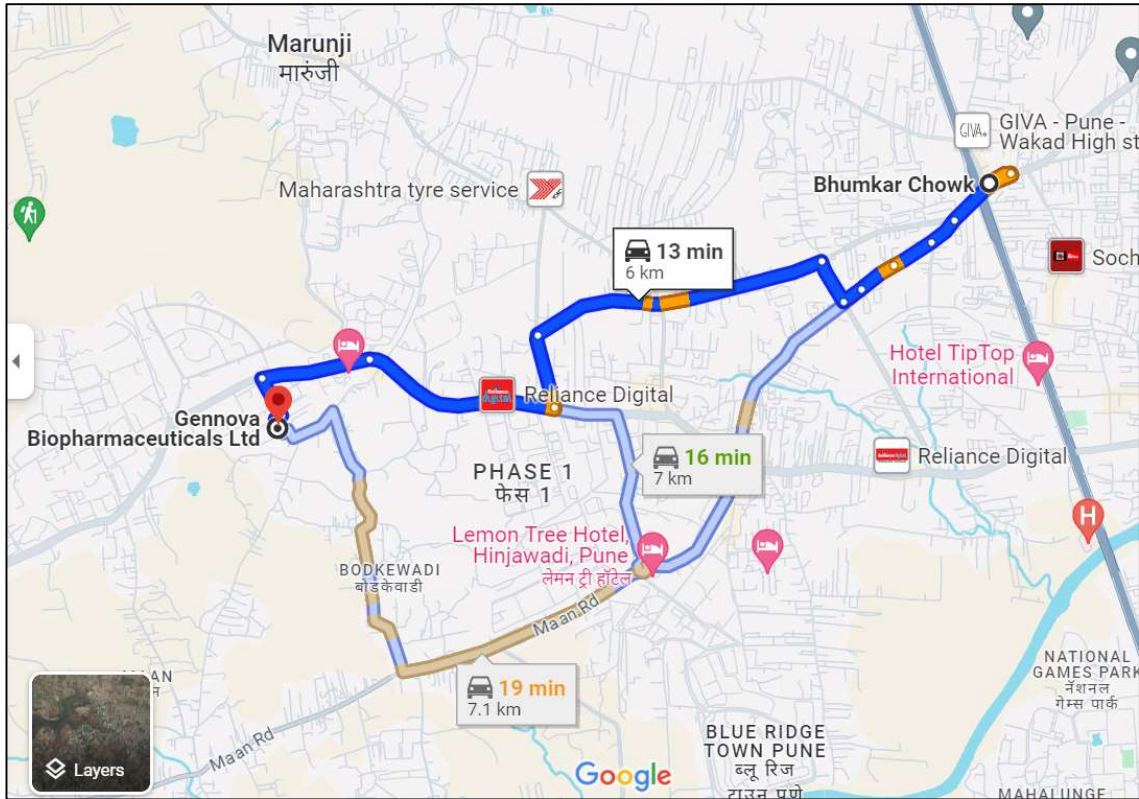 Marunji
मारुंजी
GIVA
GIVA - Pune -
Wakad High st
Maharashtra tyre service
Bhumkar Chowk
13 min
6 km
Soch
Hotel TipTop
International
Reliance Digital
Gennova
Biopharmaceuticals Ltd
16 min
7 km
Reliance Digital
PHASE 1
फेस 1
Lemon Tree Hotel,
Hinjawadi, Pune
लेमन ट्री हॉटेल
H
BODKEWADI
बोडकेवाडी
Maan Rd
19 min
7.1 km
NATIONAL
GAMES PARK
नॅशनल
गेम्स पार्क
BLUE RIDGE
TOWN PUNE
ब्लू रिज
टाउन पुणे
Maan Rd
Layers
Google
MAHALUNGE